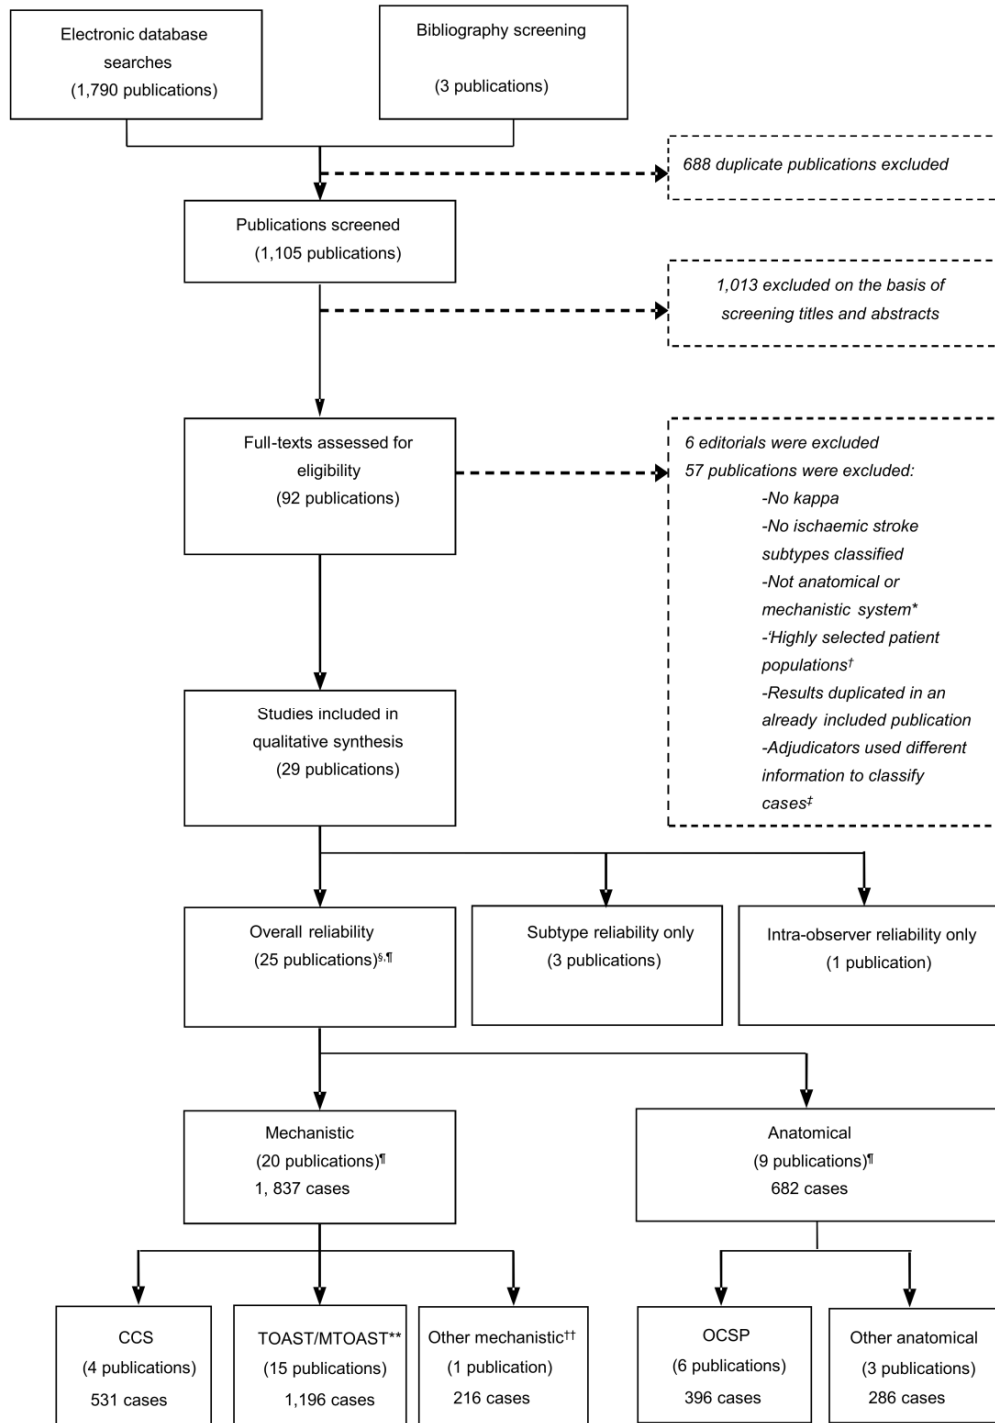 Electronic database
searches
(1,790 publications)
Bibliography screening
(3 publications)
688 duplicate publications excluded
Publications screened
(1,105 publications)
1,013 excluded on the basis of
screening titles and abstracts
Full-texts assessed for
eligibility
(92 publications)
6 editorials were excluded
57 publications were excluded:
-No kappa
-No ischaemic stroke
subtypes classified
-Not anatomical or
mechanistic system*
-‘Highly selected patient
populations†
-Results duplicated in an
already included publication
-Adjudicators used different
information to classify
cases‡
Studies included in
qualitative synthesis
(29 publications)
Overall reliability
(25 publications)§,¶
Subtype reliability only
(3 publications)
Intra-observer reliability only
(1 publication)
Mechanistic
(20 publications)¶
1, 837 cases
Anatomical
(9 publications)¶
682 cases
CCS
(4 publications)
531 cases
TOAST/MTOAST**
(15 publications)
1,196 cases
Other mechanistic††
(1 publication)
216 cases
OCSP
(6 publications)
396 cases
Other anatomical
(3 publications)
286 cases